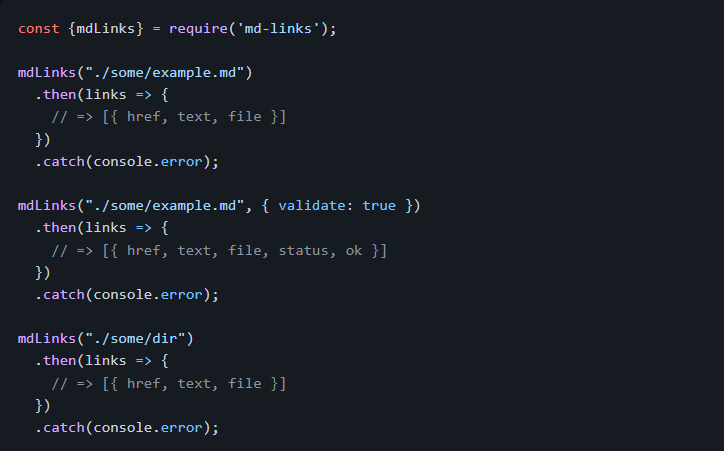 const {mdLinks} = require('md-links');

mdLinks("./some/example.md")
  .then(links => {
    // => [{ href, text, file }]
  })
  .catch(console.error);

mdLinks("./some/example.md", { validate: true })
  .then(links => {
    // => [{ href, text, file, status, ok }]
  })
  .catch(console.error);

mdLinks("./some/dir")
  .then(links => {
    // => [{ href, text, file }]
  })
  .catch(console.error);